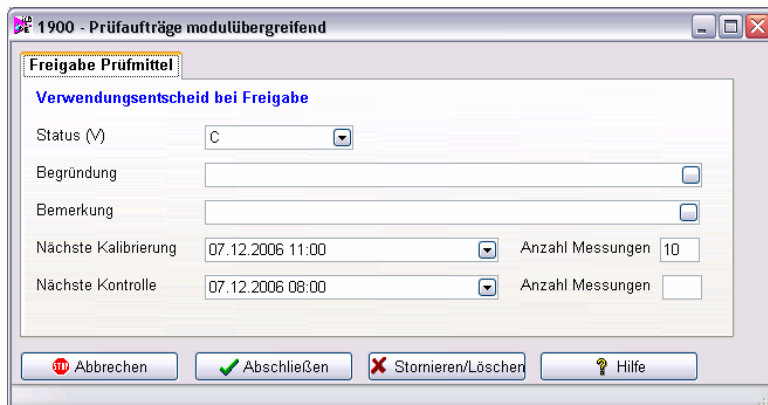 1900 - Prüfaufträge modulübergreifend
Freigabe Prüfmittel
Verwendungsentscheid bei Freigabe
Status (V) C
Begründung
Bemerkung
Nächste Kalibrierung 07.12.2006 11:00 Anzahl Messungen 10
Nächste Kontrolle 07.12.2006 08:00 Anzahl Messungen
Abbrechen Abschließen Stornieren/Löschen Hilfe